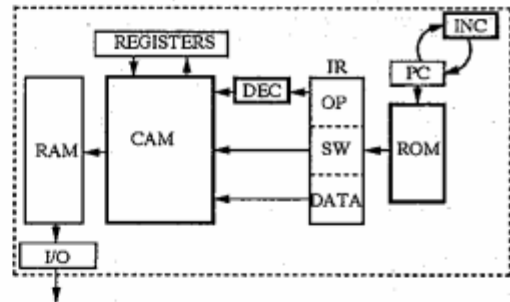 REGISTERS
INC
PC
IR
DEC
OP
CAM
RAM
SW
ROM
DATA
I/O